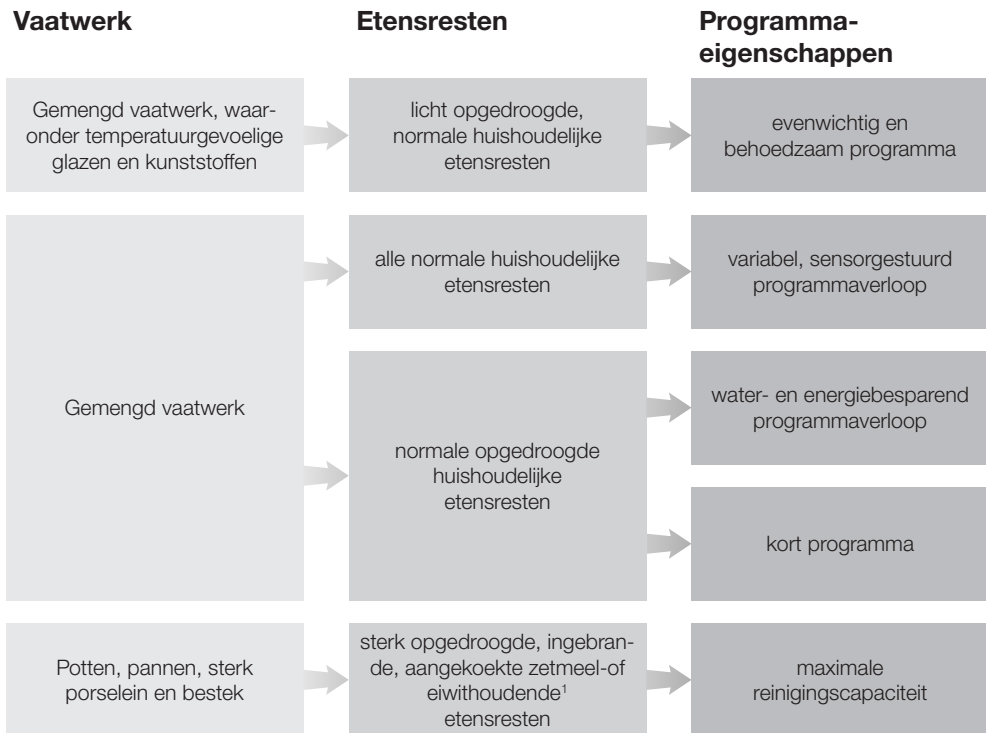 Vaatwerk
Etensresten
Programma-
eigenschappen
Gemengd vaatwerk, waar-
onder temperatuurgevoelige
glazen en kunststoffen
licht opgedroogde,
normale huishoudelijke
etensresten
evenwichtig en
behoedzaam programma
Gemengd vaatwerk
alle normale huishoudelijke
etensresten
variabel, sensorgestuurd
programmaverloop
normale opgedroogde
huishoudelijke
etensresten
water- en energiebesparend
programmaverloop
kort programma
Potten, pannen, sterk
porselein en bestek
sterk opgedroogde, ingebran-
de, aangekoekte zetmeel-of
eiwithoudende¹
etensresten
maximale
reinigingscapaciteit